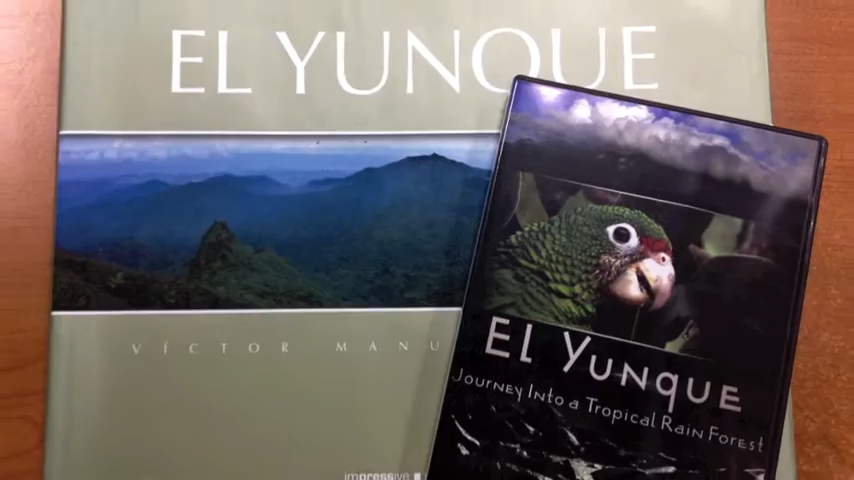 EL YUNQUE
VÍCTOR MANU
impressive
El Yunque
Journey Into a Tropical Rain Forest